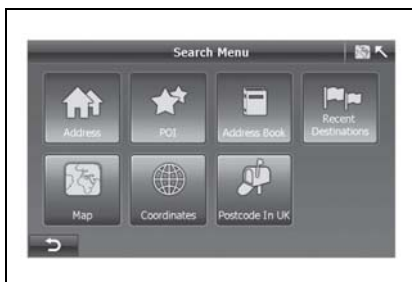 Search Menu
Address
POI
Address Book
Recent
Destinations
Map
Coordinates
Postcode In UK